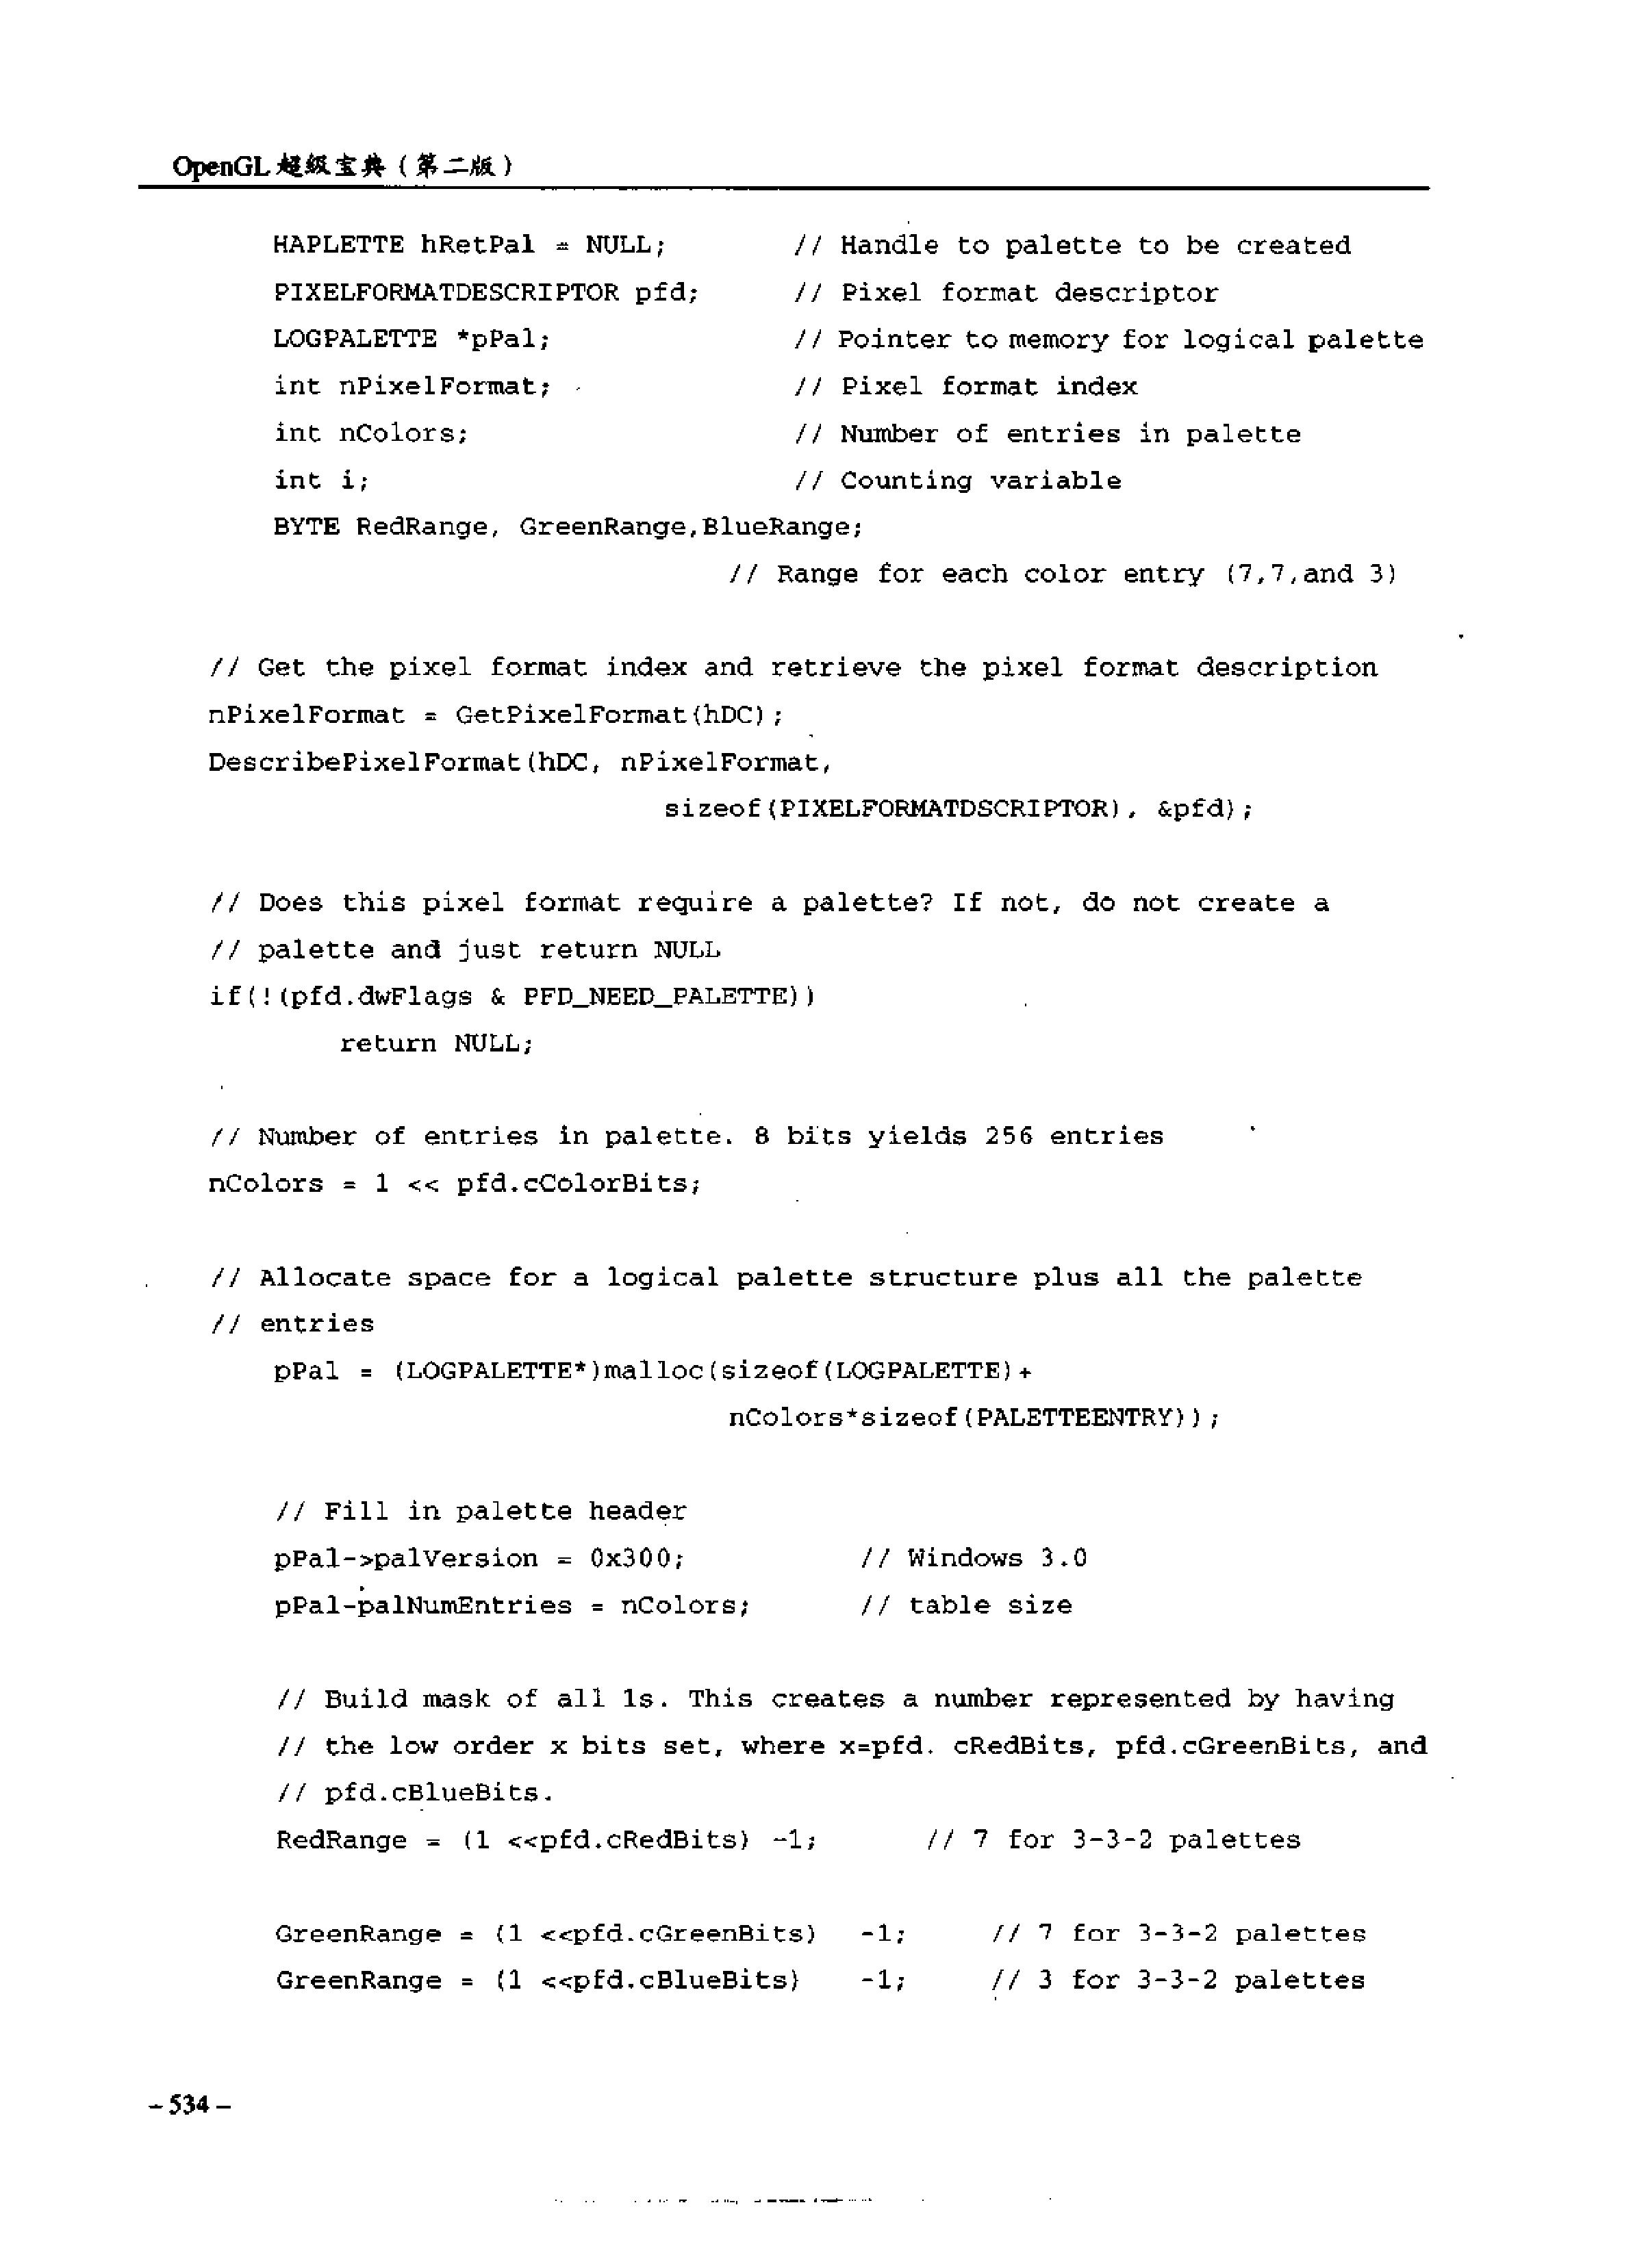 OpenGL 超级宝典（第二版）
HAPLETTE hRetPal = NULL; // Handle to palette to be created
PIXELFORMATDESCRIPTOR pfd; // Pixel format descriptor
LOGPALETTE *pPal; // Pointer to memory for logical palette
int nPixelFormat; // Pixel format index
int nColors; // Number of entries in palette
int i; // Counting variable
BYTE RedRange, GreenRange,BlueRange;
// Range for each color entry (7,7,and 3)
// Get the pixel format index and retrieve the pixel format description
nPixelFormat = GetPixelFormat(hDC);
DescribePixelFormat(hDC, nPixelFormat,
sizeof(PIXELFORMATDSCRIPTOR), &pfd);
// Does this pixel format require a palette? If not, do not create a
// palette and just return NULL
if(!(pfd.dwFlags & PFD_NEED_PALETTE))
return NULL;
// Number of entries in palette. 8 bits yields 256 entries
nColors = 1 << pfd.cColorBits;
// Allocate space for a logical palette structure plus all the palette
// entries
pPal = (LOGPALETTE*)malloc(sizeof(LOGPALETTE)+
nColors*sizeof(PALETTEENTRY));
// Fill in palette header
pPal->palVersion = 0x300; // Windows 3.0
pPal-palNumEntries = nColors; // table size
// Build mask of all 1s. This creates a number represented by having
// the low order x bits set, where x=pfd. cRedBits, pfd.cGreenBits, and
// pfd.cBlueBits.
RedRange = (1 <<pfd.cRedBits) -1; // 7 for 3-3-2 palettes
GreenRange = (1 <<pfd.cGreenBits) -1; // 7 for 3-3-2 palettes
GreenRange = (1 <<pfd.cBlueBits) -1; // 3 for 3-3-2 palettes
- 534 -